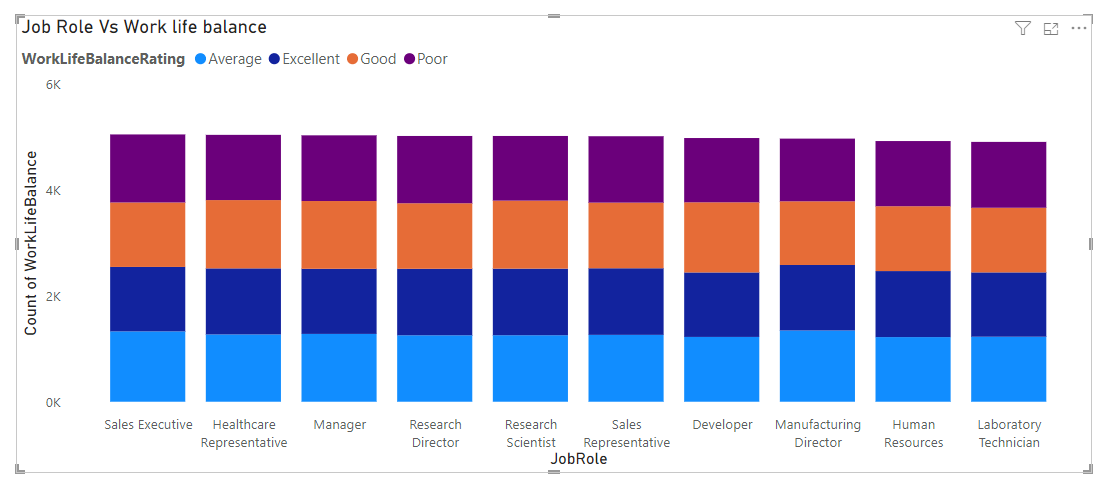 Job Role Vs Work life balance
WorkLifeBalanceRating Average Excellent Good Poor
Count of WorkLifeBalance
6K
4K
2K
0K
Sales Executive
Healthcare
Representative
Manager
Research
Director
Research
Scientist
Sales
Representative
Developer
Manufacturing
Director
Human
Resources
Laboratory
Technician
JobRole